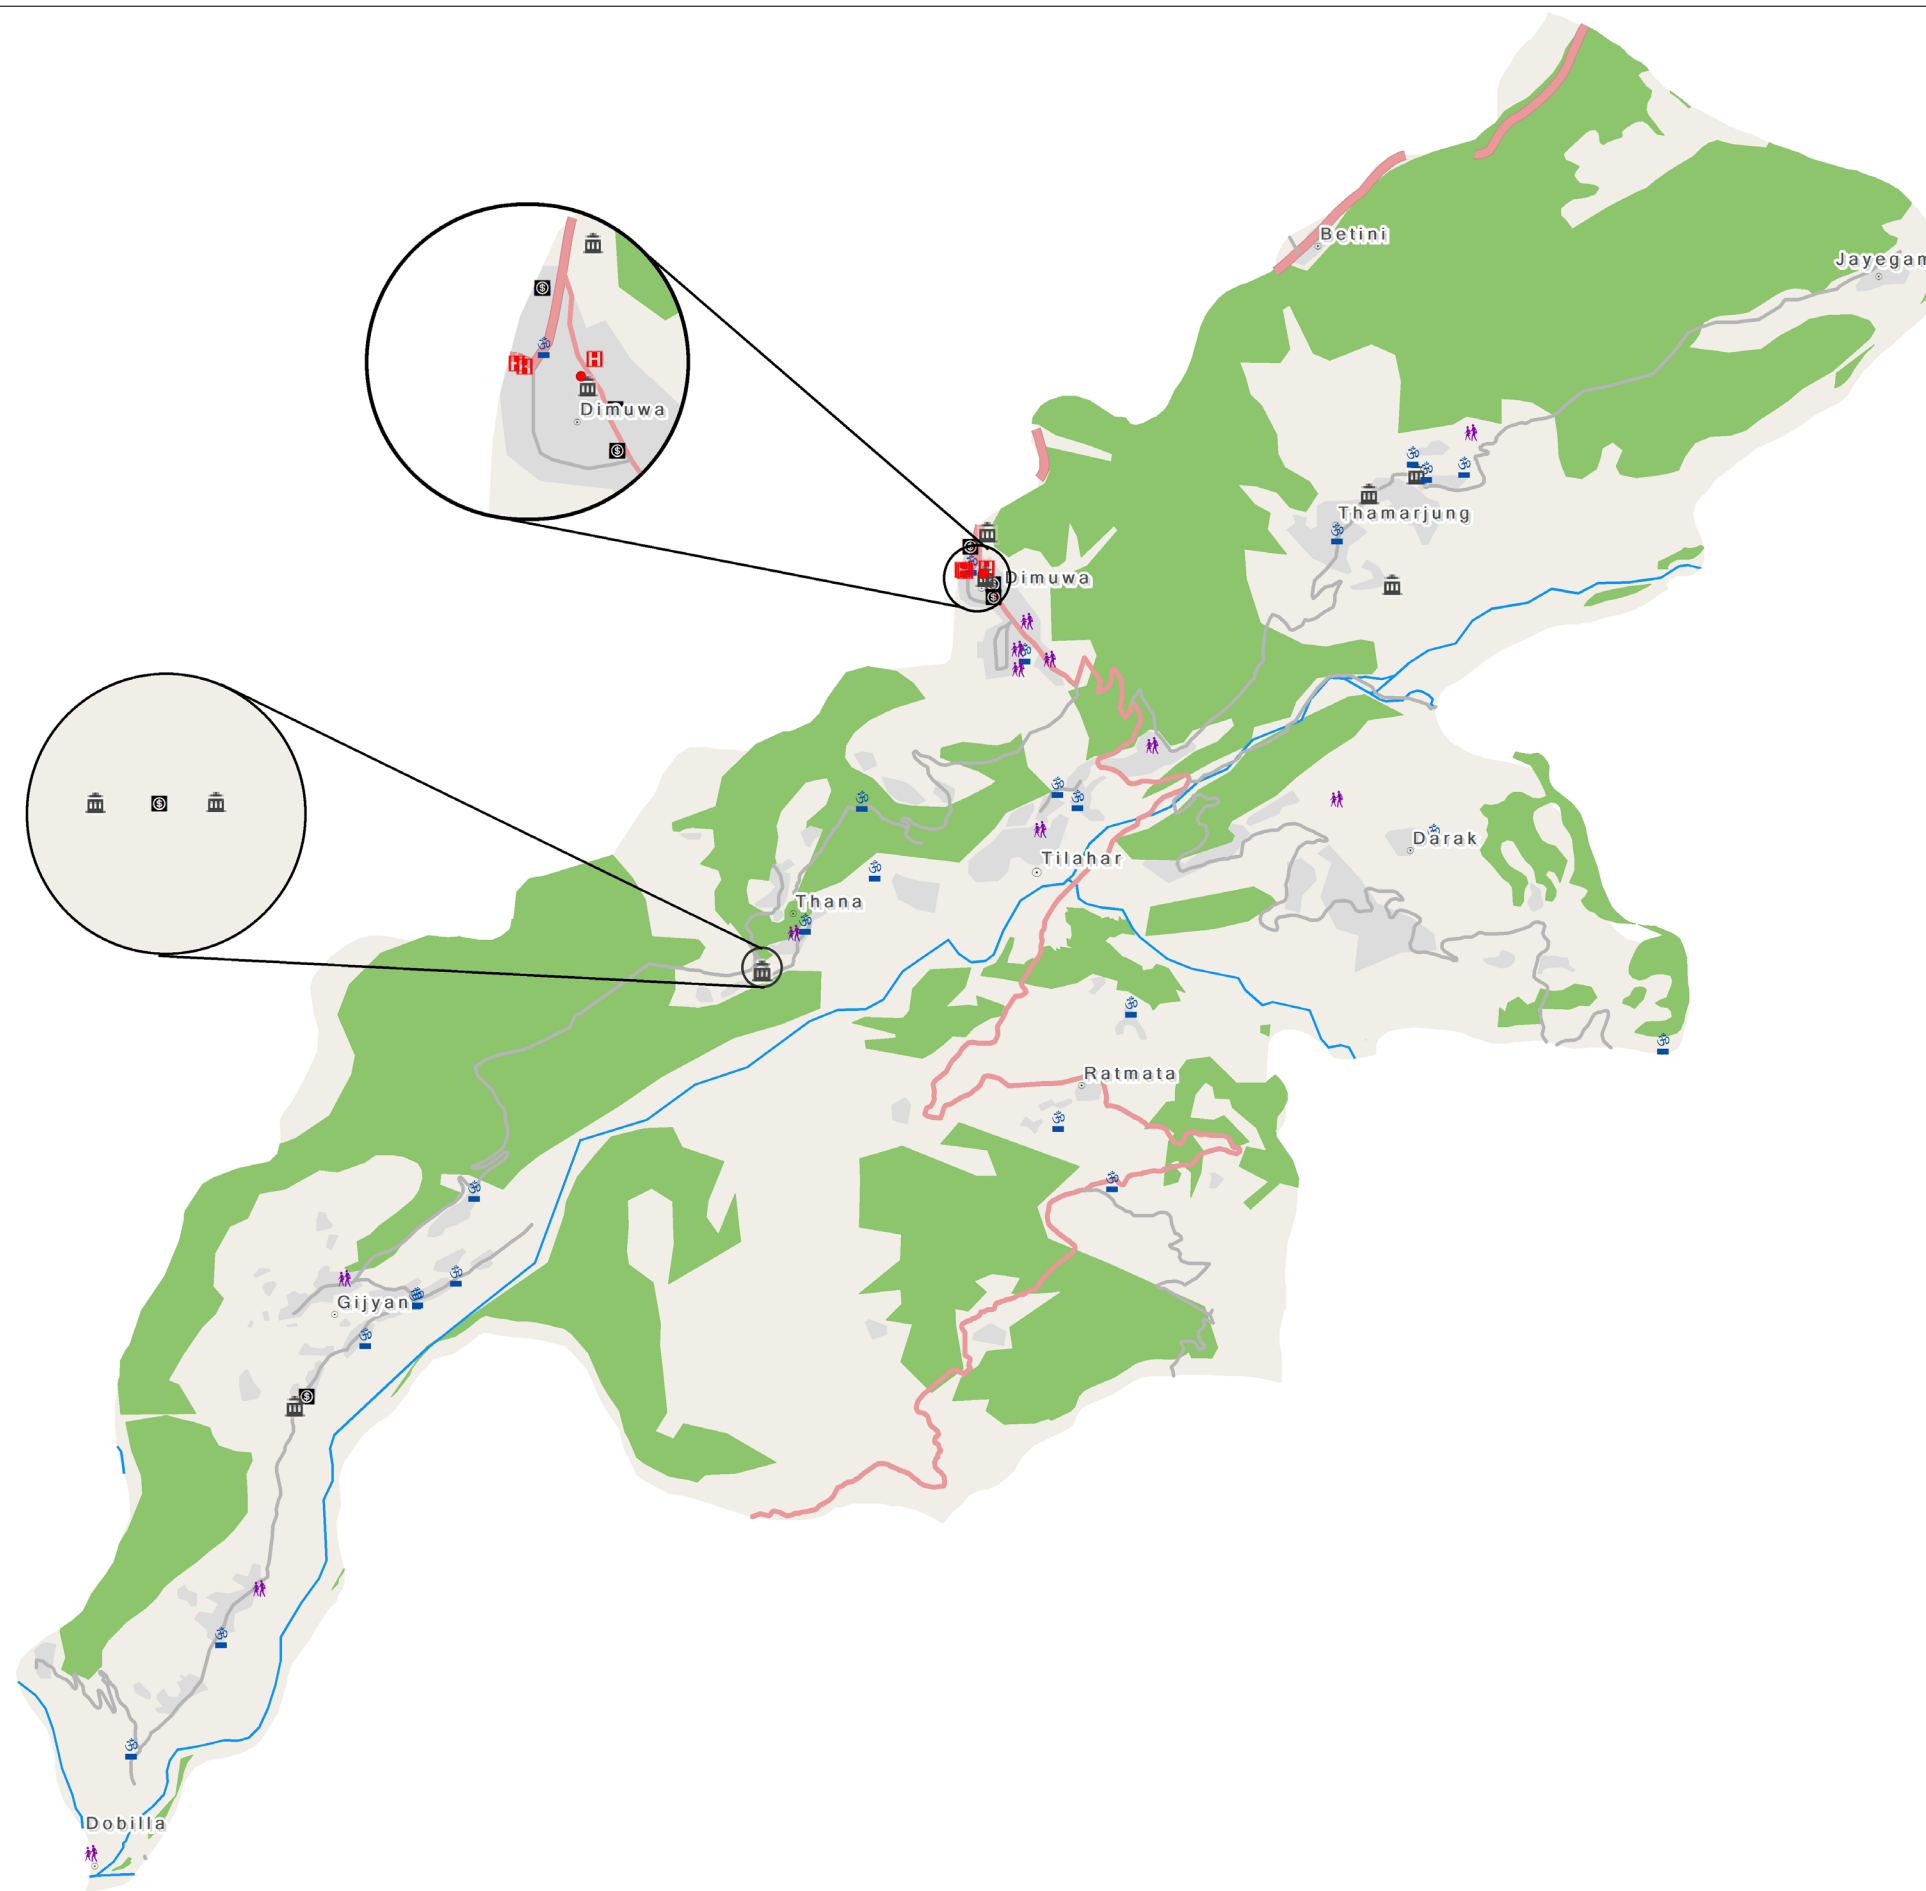 Betini
Jayegam
Dimuwa
Thamarjung
Dimuwa
Darak
Tilahar
Thana
Ratmata
Gijyan
Dobilla